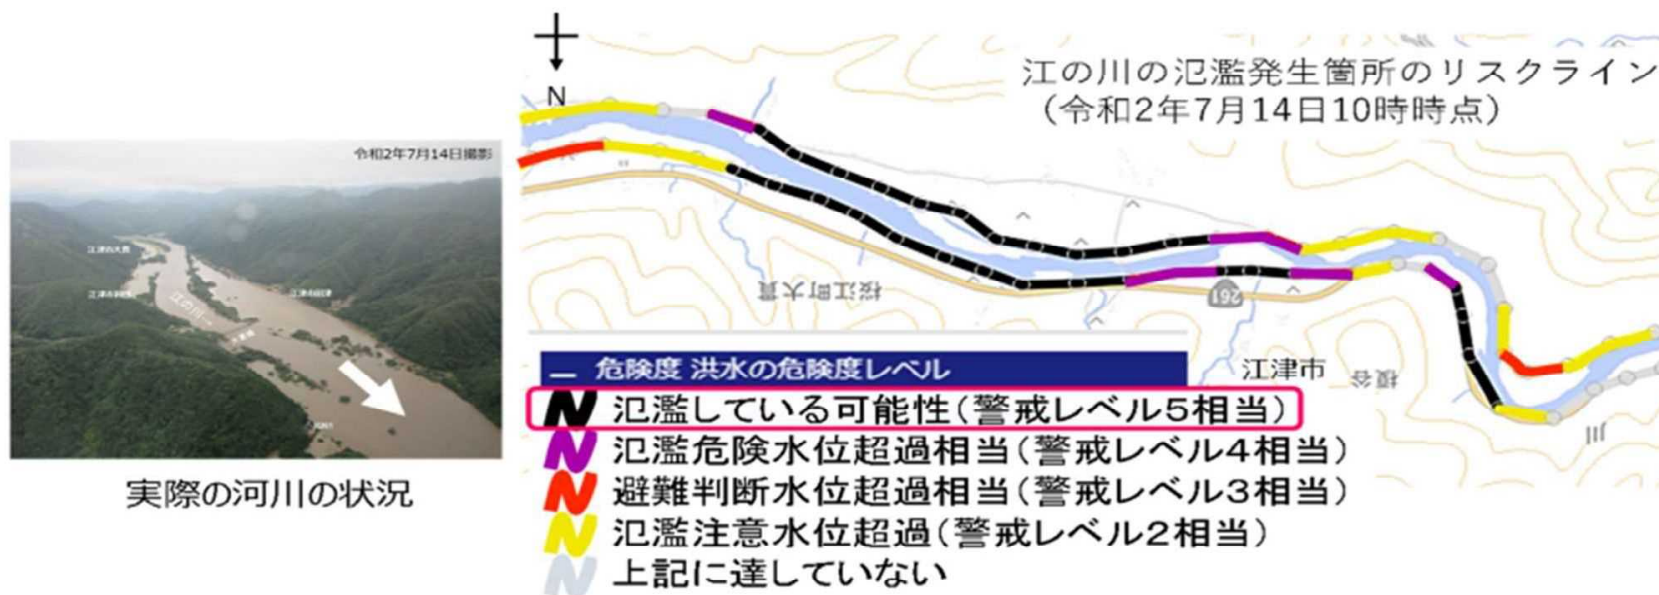 N
江の川の氾濫発生箇所のリスクライン
（令和2年7月14日10時時点）
令和2年7月14日撮影
江の川
桜江町大貫
261
江津市
榎谷
川
危険度 洪水の危険度レベル
氾濫している可能性（警戒レベル5相当）
氾濫危険水位超過相当（警戒レベル4相当）
避難判断水位超過相当（警戒レベル3相当）
氾濫注意水位超過（警戒レベル2相当）
上記に達していない
実際の河川の状況